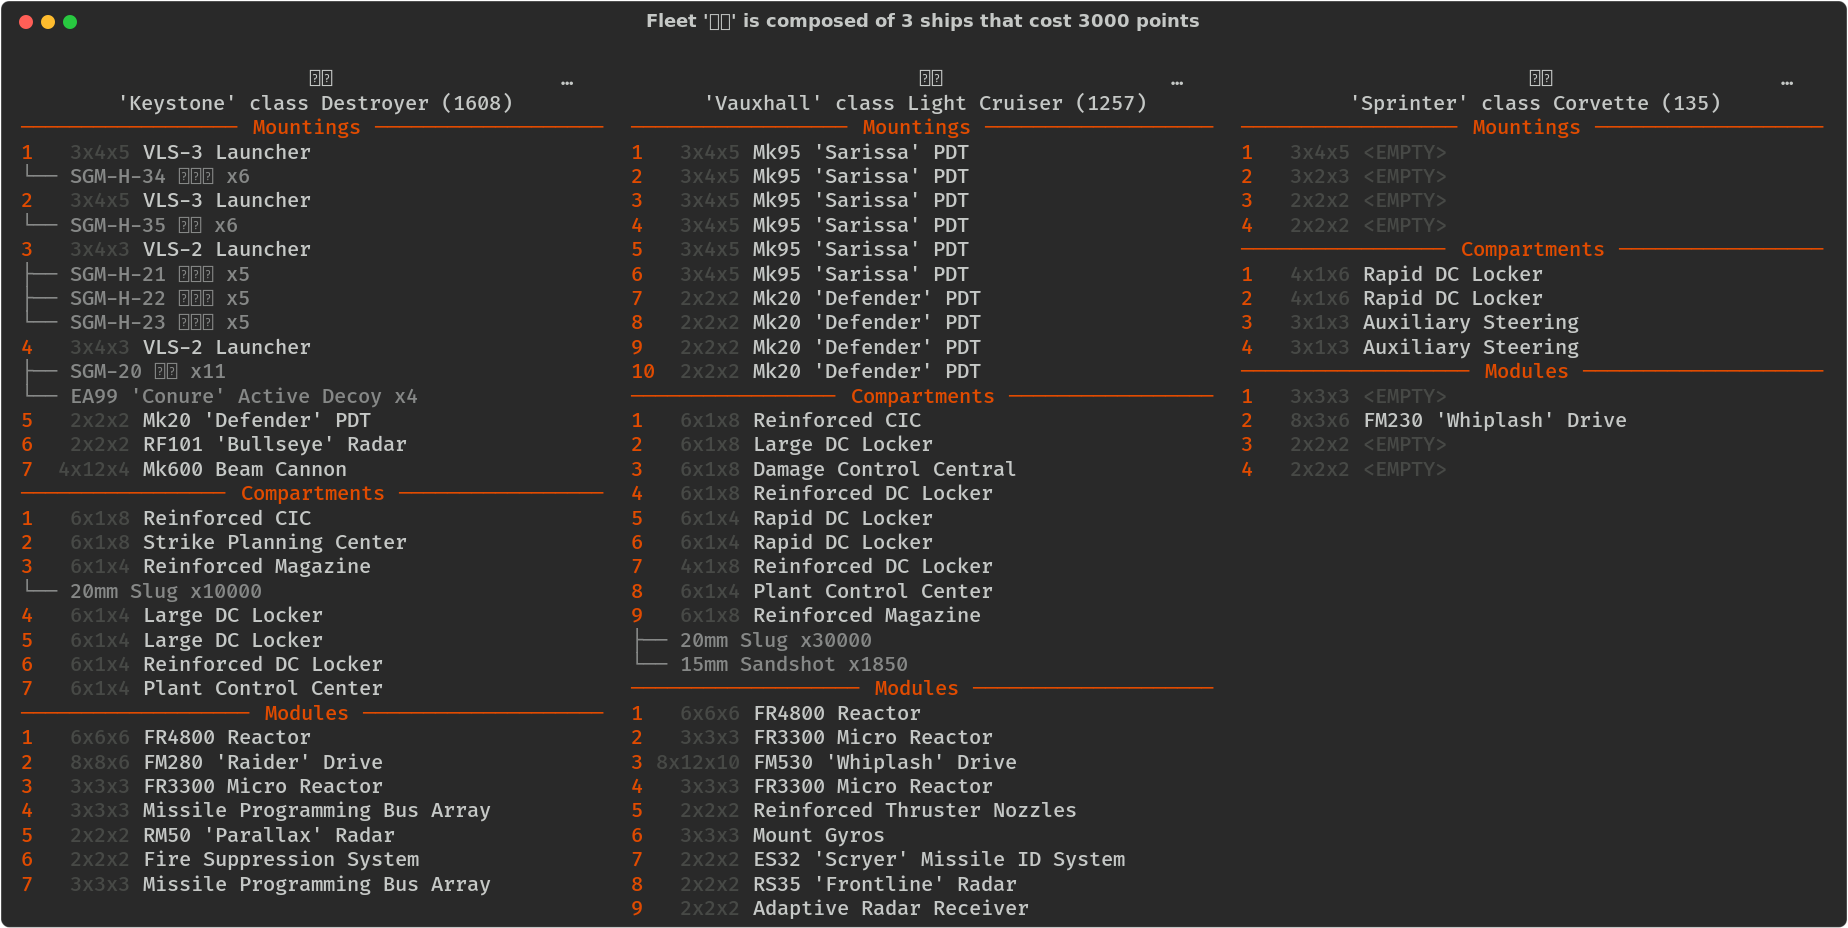 Fleet '' is composed of 3 ships that cost 3000 points
…
'Keystone' class Destroyer (1608)
Mountings
1 3x4x5 VLS-3 Launcher
SGM-H-34 x6
2 3x4x5 VLS-3 Launcher
SGM-H-35 x6
3 3x4x3 VLS-2 Launcher
SGM-H-21 x5
SGM-H-22 x5
SGM-H-23 x5
4 3x4x3 VLS-2 Launcher
SGM-20 x11
EA99 'Conure' Active Decoy x4
5 2x2x2 Mk20 'Defender' PDT
6 2x2x2 RF101 'Bullseye' Radar
7 4x12x4 Mk600 Beam Cannon
Compartments
1 6x1x8 Reinforced CIC
2 6x1x8 Strike Planning Center
3 6x1x4 Reinforced Magazine
20mm Slug x10000
4 6x1x4 Large DC Locker
5 6x1x4 Large DC Locker
6 6x1x4 Reinforced DC Locker
7 6x1x4 Plant Control Center
Modules
1 6x6x6 FR4800 Reactor
2 8x8x6 FM280 'Raider' Drive
3 3x3x3 FR3300 Micro Reactor
4 3x3x3 Missile Programming Bus Array
5 2x2x2 RM50 'Parallax' Radar
6 2x2x2 Fire Suppression System
7 3x3x3 Missile Programming Bus Array
…
'Vauxhall' class Light Cruiser (1257)
Mountings
1 3x4x5 Mk95 'Sarissa' PDT
2 3x4x5 Mk95 'Sarissa' PDT
3 3x4x5 Mk95 'Sarissa' PDT
4 3x4x5 Mk95 'Sarissa' PDT
5 3x4x5 Mk95 'Sarissa' PDT
6 3x4x5 Mk95 'Sarissa' PDT
7 2x2x2 Mk20 'Defender' PDT
8 2x2x2 Mk20 'Defender' PDT
9 2x2x2 Mk20 'Defender' PDT
10 2x2x2 Mk20 'Defender' PDT
Compartments
1 6x1x8 Reinforced CIC
2 6x1x8 Large DC Locker
3 6x1x8 Damage Control Central
4 6x1x8 Reinforced DC Locker
5 6x1x4 Rapid DC Locker
6 6x1x4 Rapid DC Locker
7 4x1x8 Reinforced DC Locker
8 6x1x4 Plant Control Center
9 6x1x8 Reinforced Magazine
20mm Slug x30000
15mm Sandshot x1850
Modules
1 6x6x6 FR4800 Reactor
2 3x3x3 FR3300 Micro Reactor
3 8x12x10 FM530 'Whiplash' Drive
4 3x3x3 FR3300 Micro Reactor
5 2x2x2 Reinforced Thruster Nozzles
6 3x3x3 Mount Gyros
7 2x2x2 ES32 'Scryer' Missile ID System
8 2x2x2 RS35 'Frontline' Radar
9 2x2x2 Adaptive Radar Receiver
…
'Sprinter' class Corvette (135)
Mountings
1 3x4x5 <EMPTY>
2 3x2x3 <EMPTY>
3 2x2x2 <EMPTY>
4 2x2x2 <EMPTY>
Compartments
1 4x1x6 Rapid DC Locker
2 4x1x6 Rapid DC Locker
3 3x1x3 Auxiliary Steering
4 3x1x3 Auxiliary Steering
Modules
1 3x3x3 <EMPTY>
2 8x3x6 FM230 'Whiplash' Drive
3 2x2x2 <EMPTY>
4 2x2x2 <EMPTY>